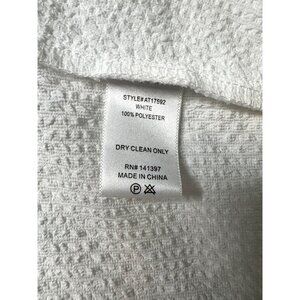 STYLE# AT17592
WHITE
100% POLYESTER
DRY CLEAN ONLY
RN# 141397
MADE IN CHINA
P